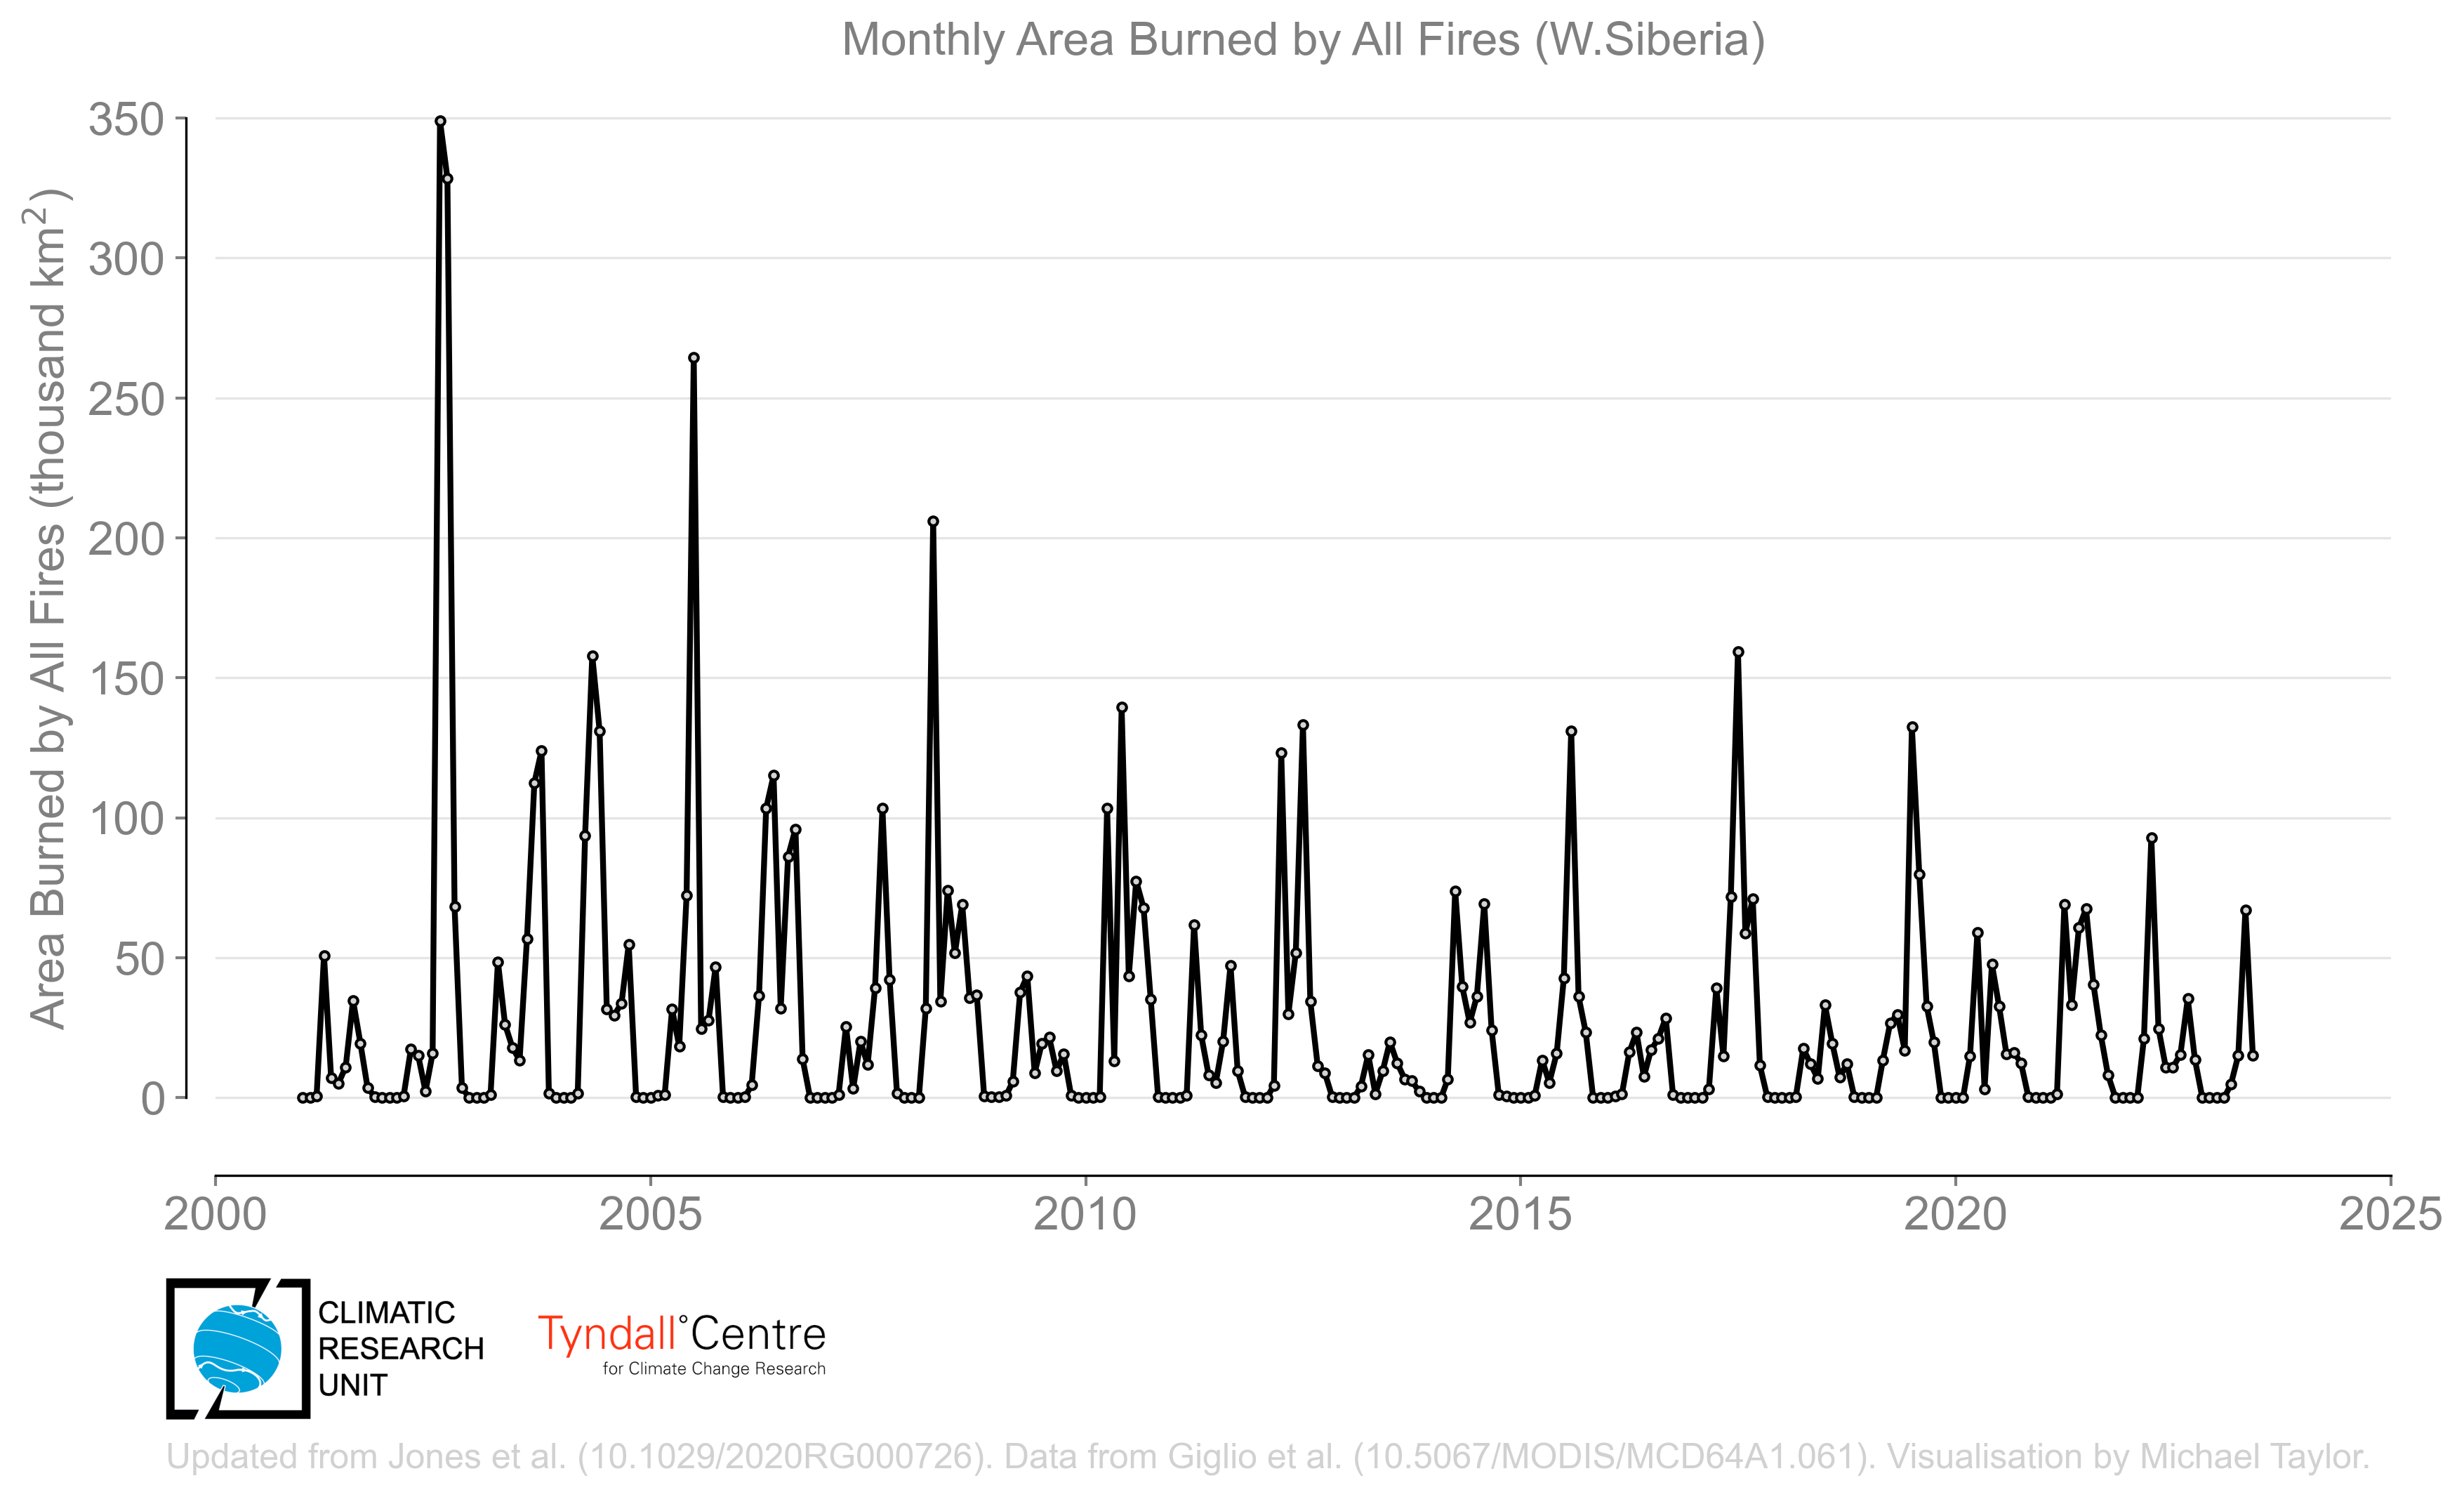 Monthly Area Burned by All Fires (W.Siberia)
Area Burned by All Fires (thousand km²)
350
300
250
200
150
100
50
0
2000
2005
2010
2015
2020
2025
CLIMATIC
RESEARCH
UNIT
Tyndall°Centre
for Climate Change Research
Updated from Jones et al. (10.1029/2020RG000726). Data from Giglio et al. (10.5067/MODIS/MCD64A1.061). Visualisation by Michael Taylor.